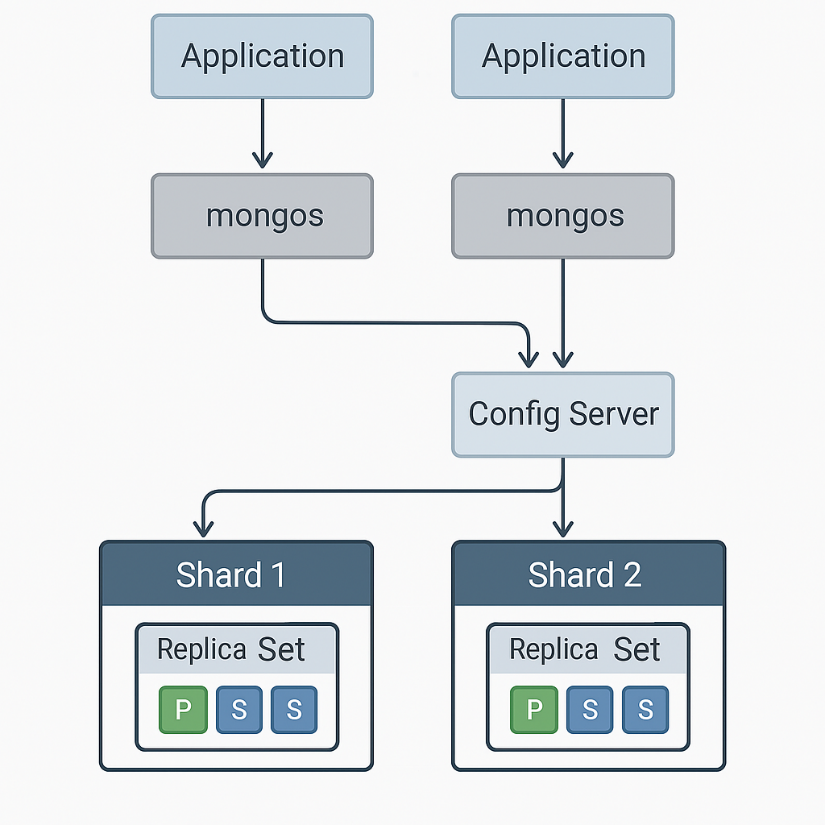 Application
Application
mongos
mongos
Config Server
Shard 1
Shard 2
Replica Set
Replica Set
P S S
P S S